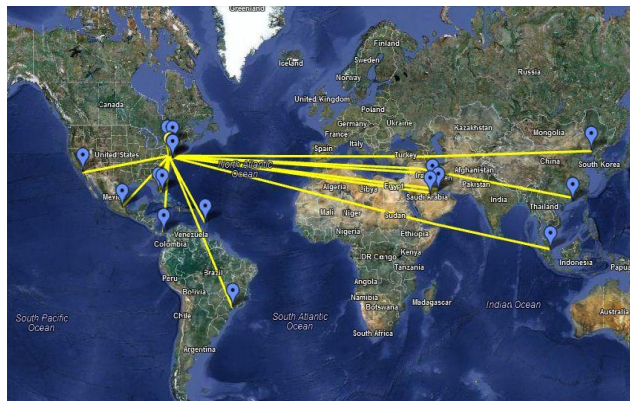 Greenland
Finland
Iceland
Sweden
Norway
Russia
Canada
United Kingdom
Poland
Germany
Ukraine
Kazakhstan
France
Mongolia
Italy
United States
Spain
Turkey
China
South Korea
North Atlantic
Ocean
Afghanistan
Algeria
Libya
Egypt
Pakistan
Saudi Arabia
India
Mali
Niger
Sudan
Thailand
Venezuela
Nigeria
Ethiopia
Colombia
Kenya
DR Congo
Indonesia
Tanzania
Peru
Brazil
Bolivia
Angola
Namibia
Botswana
Madagascar
Indian Ocean
Chile
South Pacific
Ocean
South Atlantic
Ocean
Australia
South Africa
Argentina